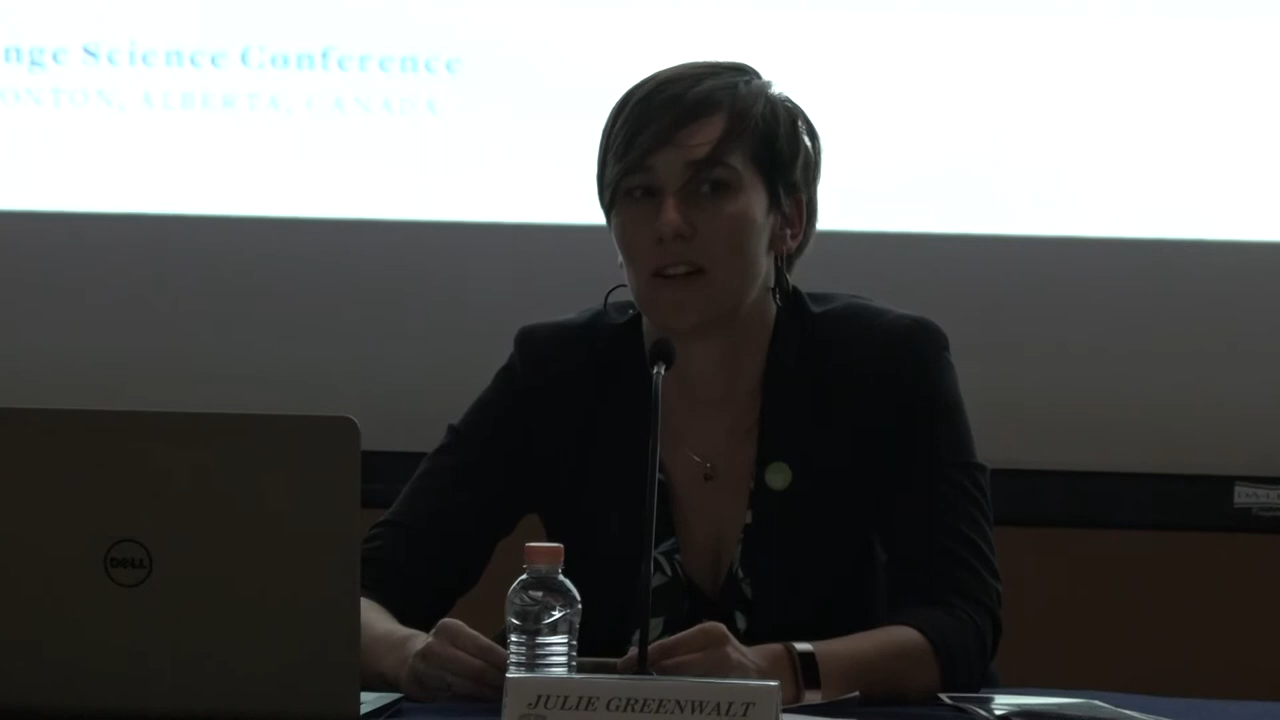 nge Science Conference
ONTON, ALBERTA, CANADA
DELL
JULIE GREENWALT